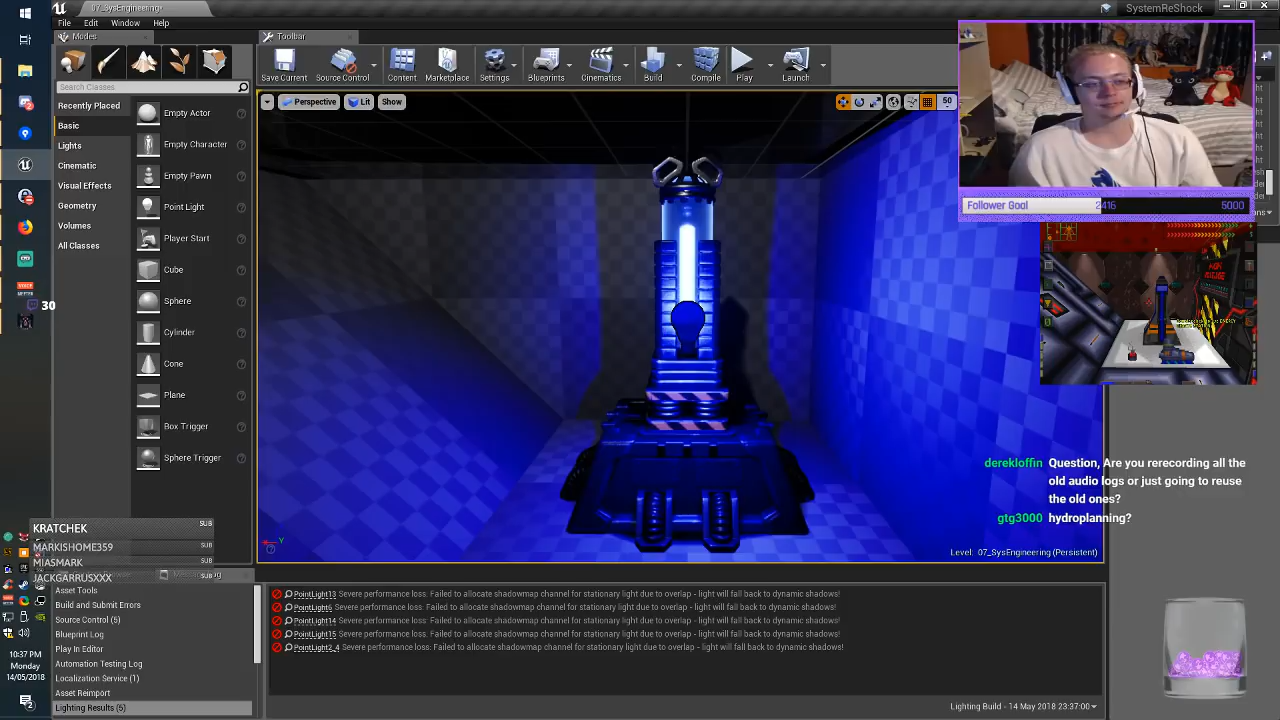 07_SysEngineering*
SystemReShock
File Edit Window Help
Modes
Toolbar
Search Classes
Recently Placed
Basic
Lights
Cinematic
Visual Effects
Geometry
Volumes
All Classes
Empty Actor
Empty Character
Empty Pawn
Point Light
Player Start
Cube
Sphere
Cylinder
Cone
Plane
Box Trigger
Sphere Trigger
Save Current Source Control Content Marketplace Settings Blueprints Cinematics Build Compile Play Launch
Perspective Lit Show
50
Follower Goal 2416 5000
30
derekloffin Question, Are you rerecording all the
old audio logs or just going to reuse
the old ones?
gtg3000 hydroplanning?
Level: 07_SysEngineering (Persistent)
KRATCHEK SUB
MARKISHOME359 SUB
MIASMARK SUB
JACKGARRUSXXX SUB
Asset Tools
Build and Submit Errors
Source Control (5)
Blueprint Log
Play In Editor
Automation Testing Log
Localization Service (1)
Asset Reimport
Lighting Results (5)
PointLight13 Severe performance loss: Failed to allocate shadowmap channel for stationary light due to overlap - light will fall back to dynamic shadows!
PointLight6 Severe performance loss: Failed to allocate shadowmap channel for stationary light due to overlap - light will fall back to dynamic shadows!
PointLight14 Severe performance loss: Failed to allocate shadowmap channel for stationary light due to overlap - light will fall back to dynamic shadows!
PointLight15 Severe performance loss: Failed to allocate shadowmap channel for stationary light due to overlap - light will fall back to dynamic shadows!
PointLight2_4 Severe performance loss: Failed to allocate shadowmap channel for stationary light due to overlap - light will fall back to dynamic shadows!
Lighting Build - 14 May 2018 23:37:00
10:37 PM
Monday
14/05/2018